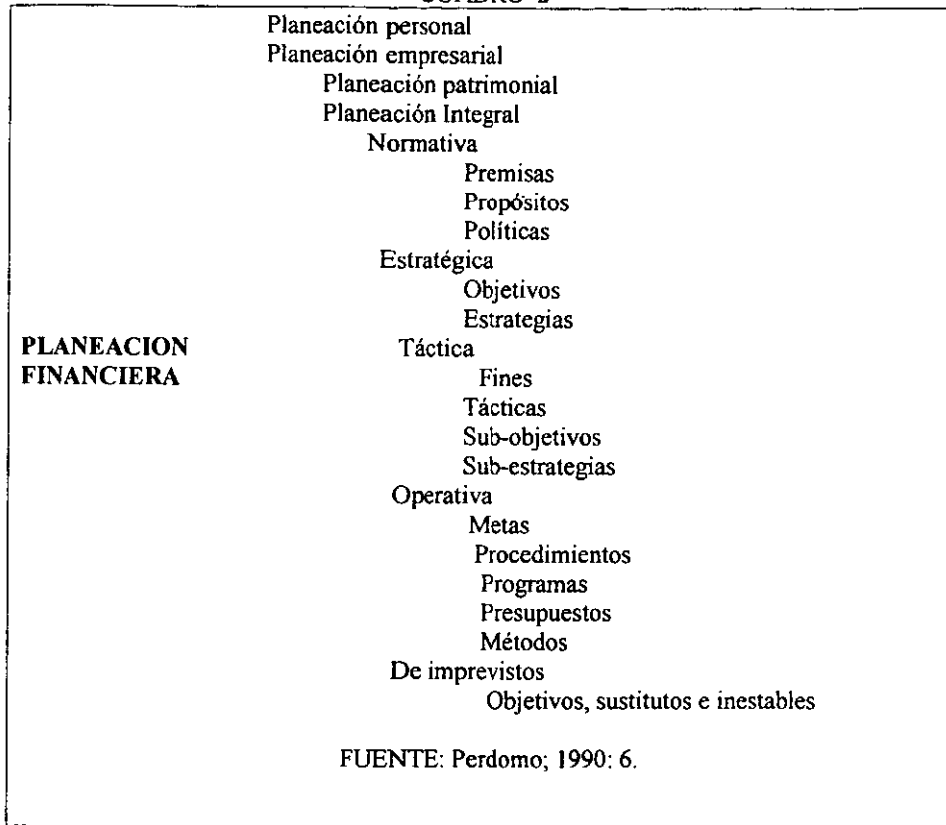 CUADRO 2
Planeación personal
Planeación empresarial
Planeación patrimonial
Planeación Integral
Normativa
Premisas
Propósitos
Políticas
Estratégica
Objetivos
Estrategias
PLANEACION
FINANCIERA
Táctica
Fines
Tácticas
Sub-objetivos
Sub-estrategias
Operativa
Metas
Procedimientos
Programas
Presupuestos
Métodos
De imprevistos
Objetivos, sustitutos e inestables
FUENTE: Perdomo; 1990: 6.